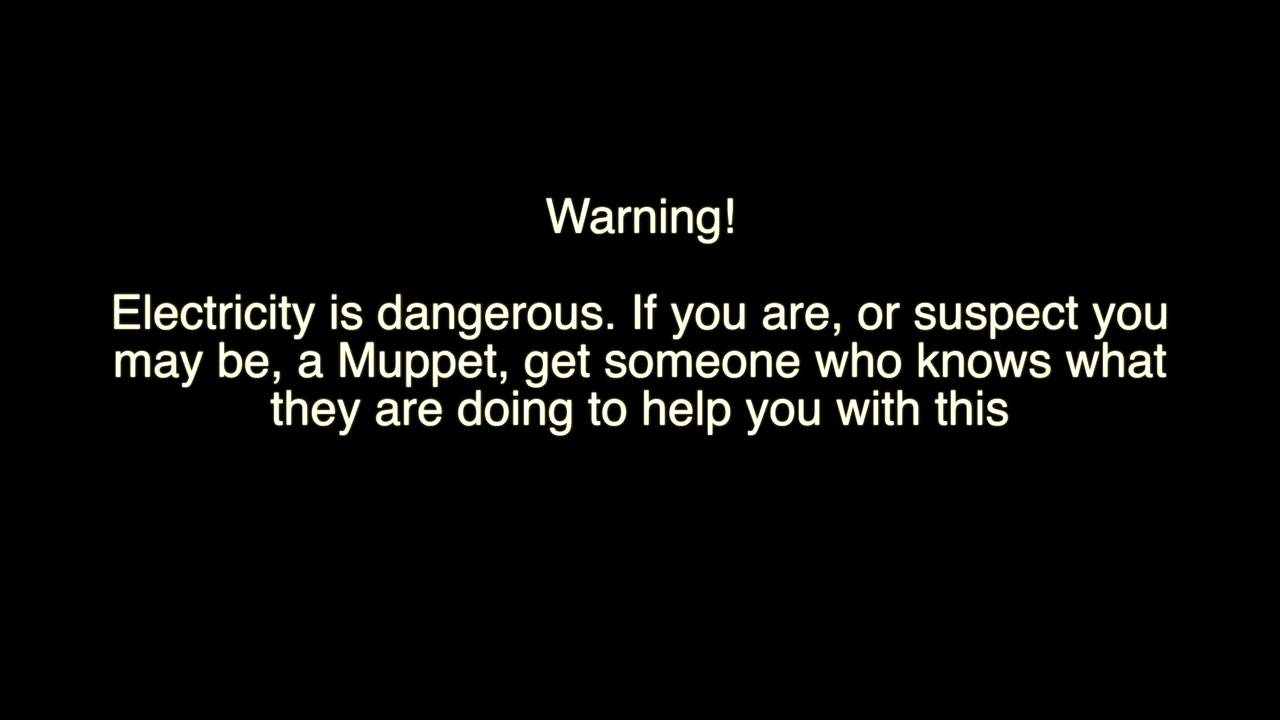 Warning!
Electricity is dangerous. If you are, or suspect you
may be, a Muppet, get someone who knows what
they are doing to help you with this